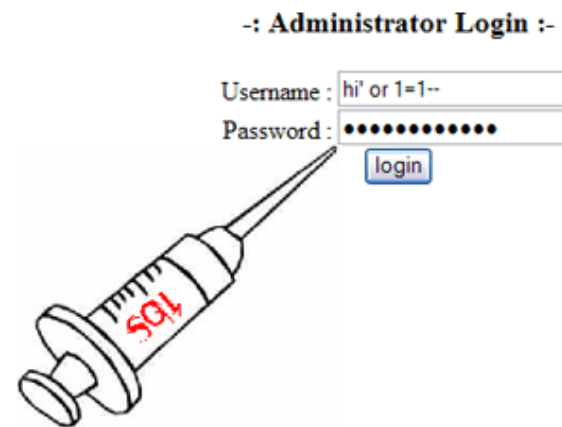 -: Administrator Login :-
Username : hi' or 1=1--
Password : ••••••••••••
login
SQL